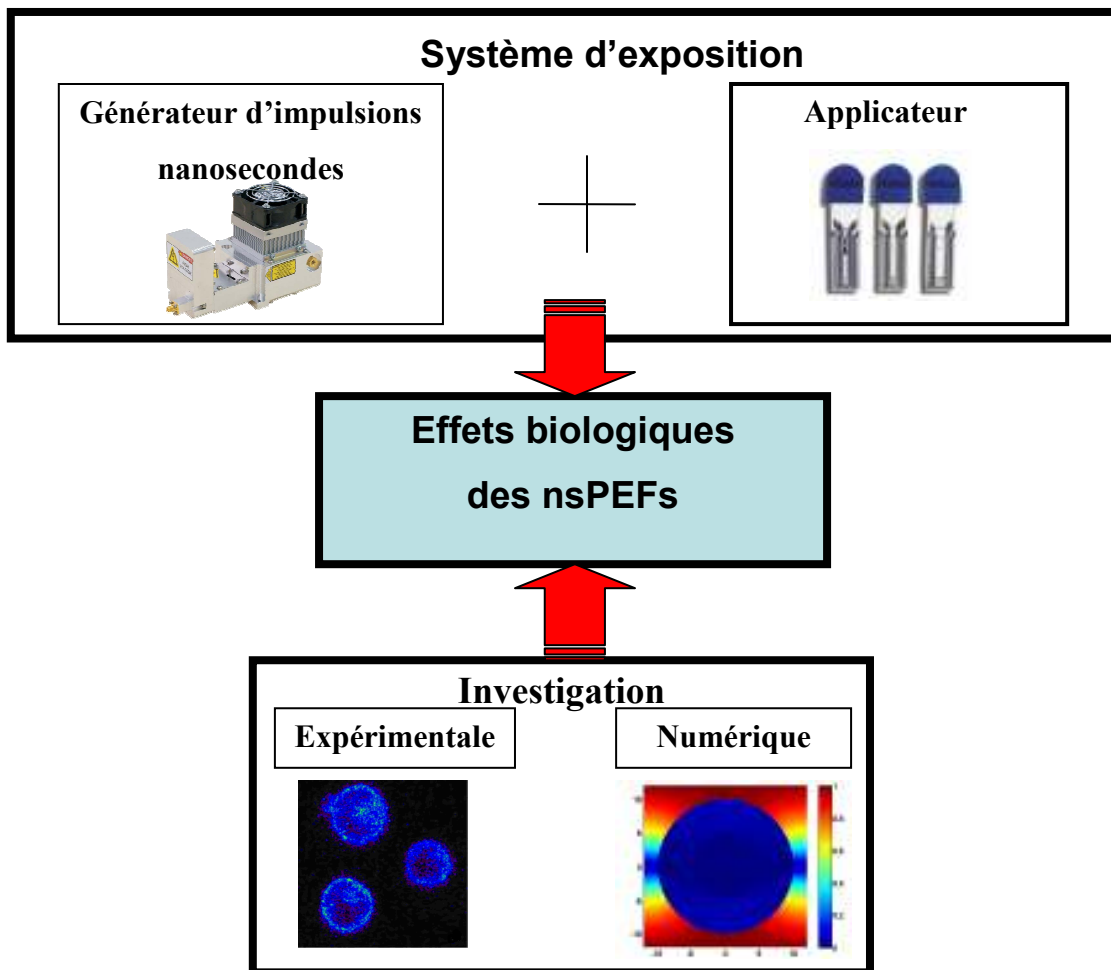 Système d'exposition
Générateur d'impulsions
nanosecondes
Applicateur
Effets biologiques
des nsPEFs
Investigation
Expérimentale
Numérique